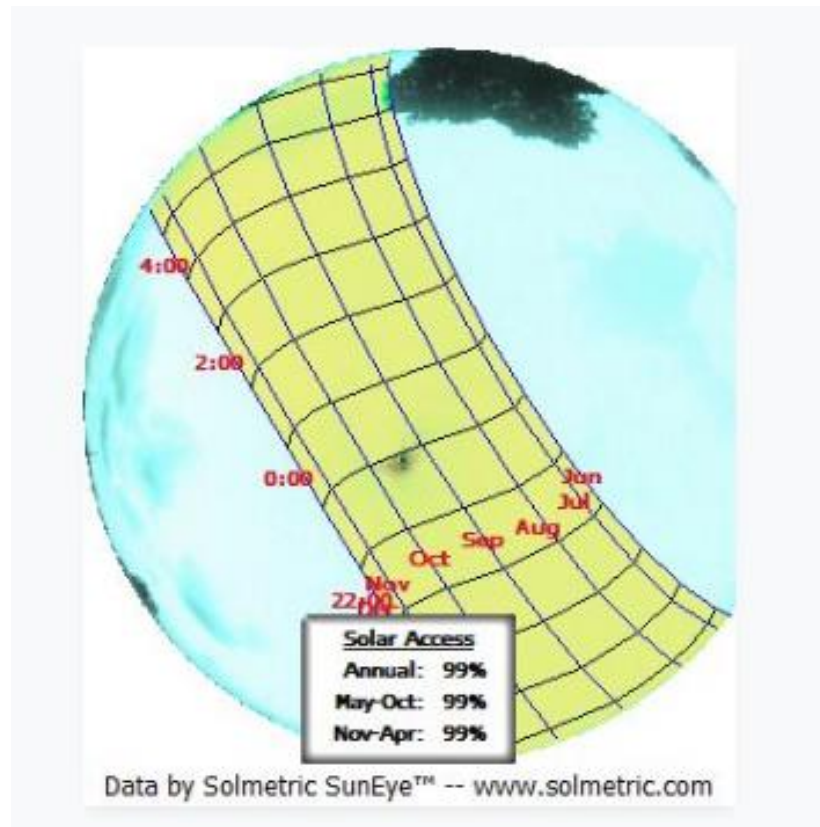 4:00
2:00
0:00
Jun
Jul
Aug
Sep
Oct
Nov
22:00
Solar Access
Annual: 99%
May-Oct: 99%
Nov-Apr: 99%
Data by Solmetric SunEye™ -- www.solmetric.com